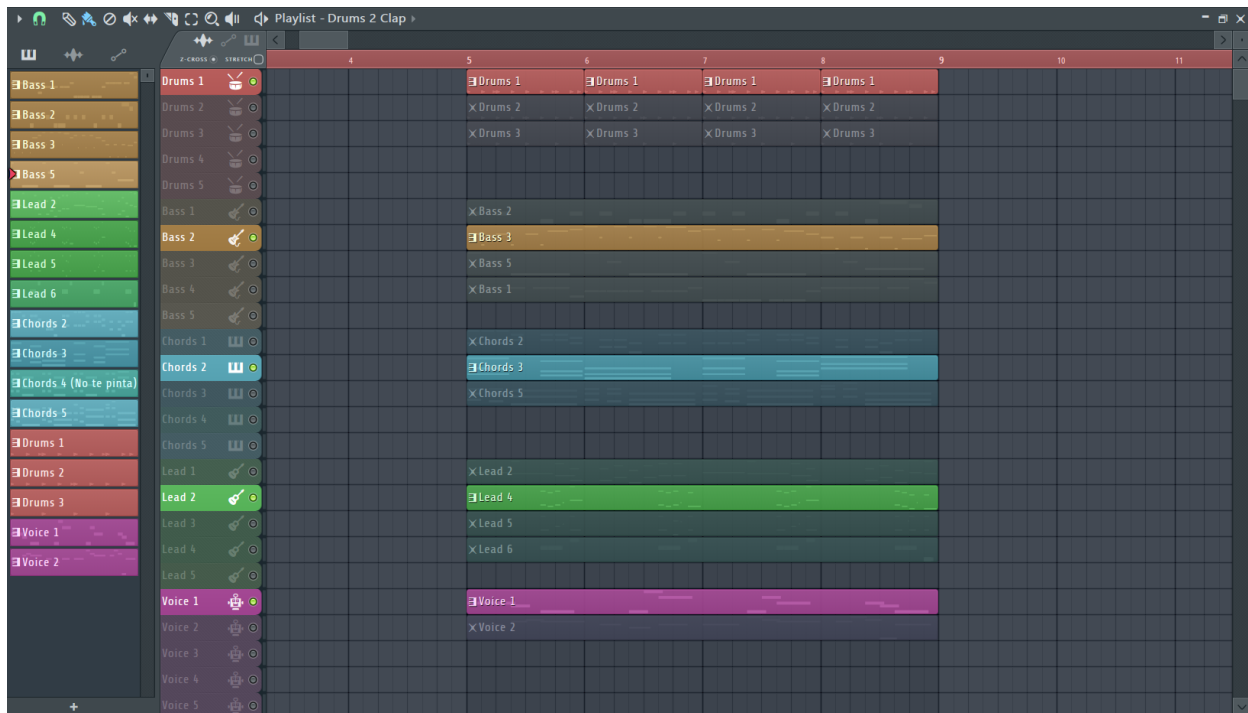 Playlist - Drums 2 Clap
Z-CROSS STRETCH
4 5 6 7 8 9 10 11
Bass 1
Bass 2
Bass 3
Bass 5
Lead 2
Lead 4
Lead 5
Lead 6
Chords 2
Chords 3
Chords 4 (No te pinta)
Chords 5
Drums 1
Drums 2
Drums 3
Voice 1
Voice 2
Drums 1 Drums 1 Drums 1 Drums 1 Drums 1
Drums 2 Drums 2 Drums 2 Drums 2 Drums 2
Drums 3 Drums 3 Drums 3 Drums 3 Drums 3
Drums 4
Drums 5
Bass 1 Bass 2
Bass 2 Bass 3
Bass 3 Bass 5
Bass 4 Bass 1
Bass 5
Chords 1 Chords 2
Chords 2 Chords 3
Chords 3 Chords 5
Chords 4
Chords 5
Lead 1 Lead 2
Lead 2 Lead 4
Lead 3 Lead 5
Lead 4 Lead 6
Lead 5
Voice 1 Voice 1
Voice 2 Voice 2
Voice 3
Voice 4
Voice 5